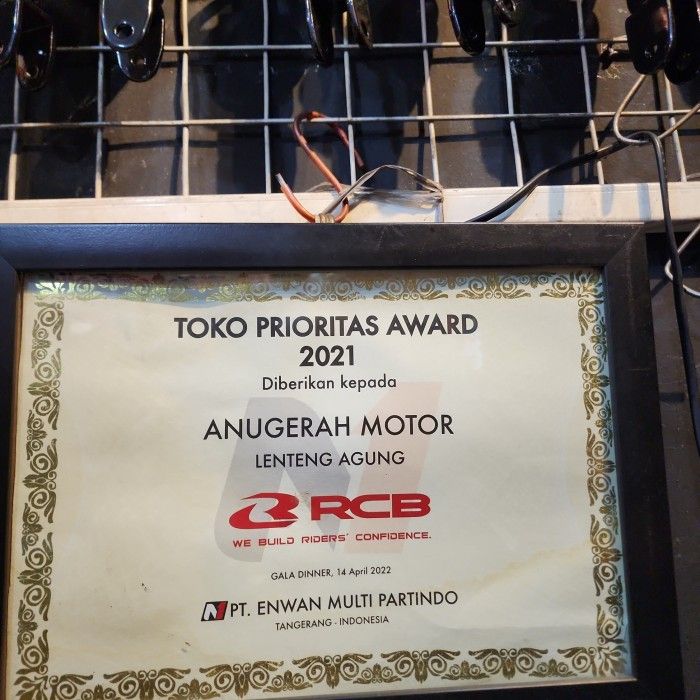 TOKO PRIORITAS AWARD
2021
Diberikan kepada
ANUGERAH MOTOR
LENTENG AGUNG
RCB
WE BUILD RIDERS' CONFIDENCE.
GALA DINNER, 14 April 2022
PT. ENWAN MULTI PARTINDO
TANGERANG - INDONESIA